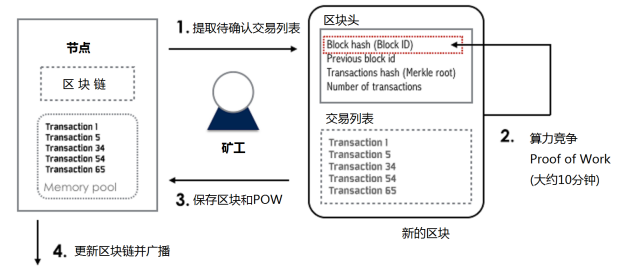 节点
区块链
Transaction 1
Transaction 5
Transaction 34
Transaction 54
Transaction 65
Memory pool
1. 提取待确认交易列表
矿工
3. 保存区块和POW
4. 更新区块链并广播
区块头
Block hash (Block ID)
Previous block id
Transactions hash (Merkle root)
Number of transactions
交易列表
Transaction 1
Transaction 5
Transaction 34
Transaction 54
Transaction 65
新的区块
2. 算力竞争
Proof of Work
(大约10分钟)